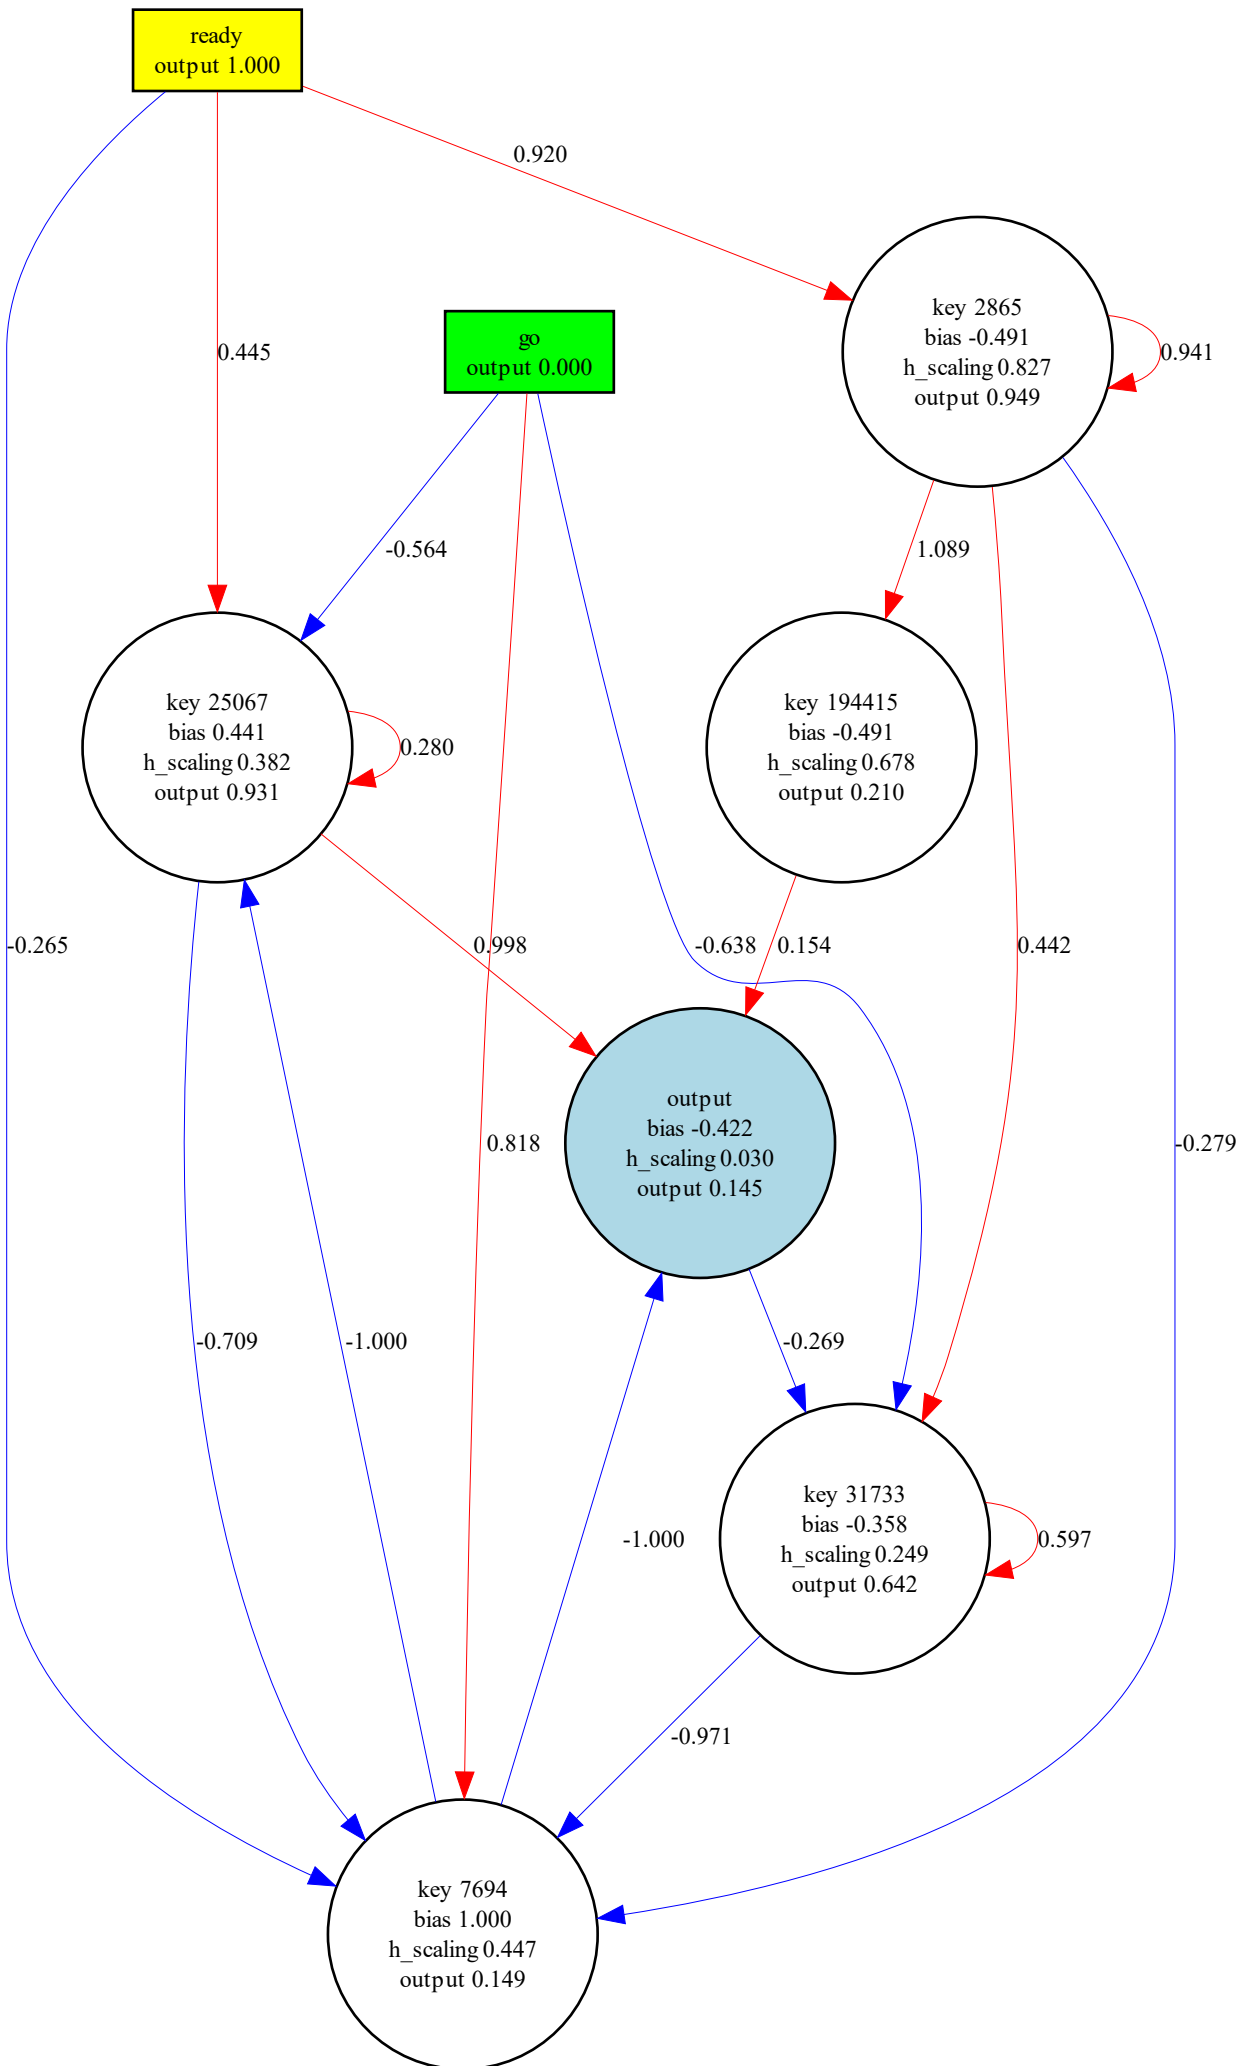 ready
output 1.000
0.920
key 2865
bias -0.491
h_scaling 0.827
output 0.949
0.941
go
output 0.000
0.445
-0.564
1.089
key 25067
bias 0.441
h_scaling 0.382
output 0.931
0.280
key 194415
bias -0.491
h_scaling 0.678
output 0.210
-0.265
0.998
-0.638
0.154
0.442
output
bias -0.422
h_scaling 0.030
output 0.145
0.818
-0.279
-0.709
-1.000
-0.269
key 31733
bias -0.358
h_scaling 0.249
output 0.642
-1.000
0.597
-0.971
key 7694
bias 1.000
h_scaling 0.447
output 0.149